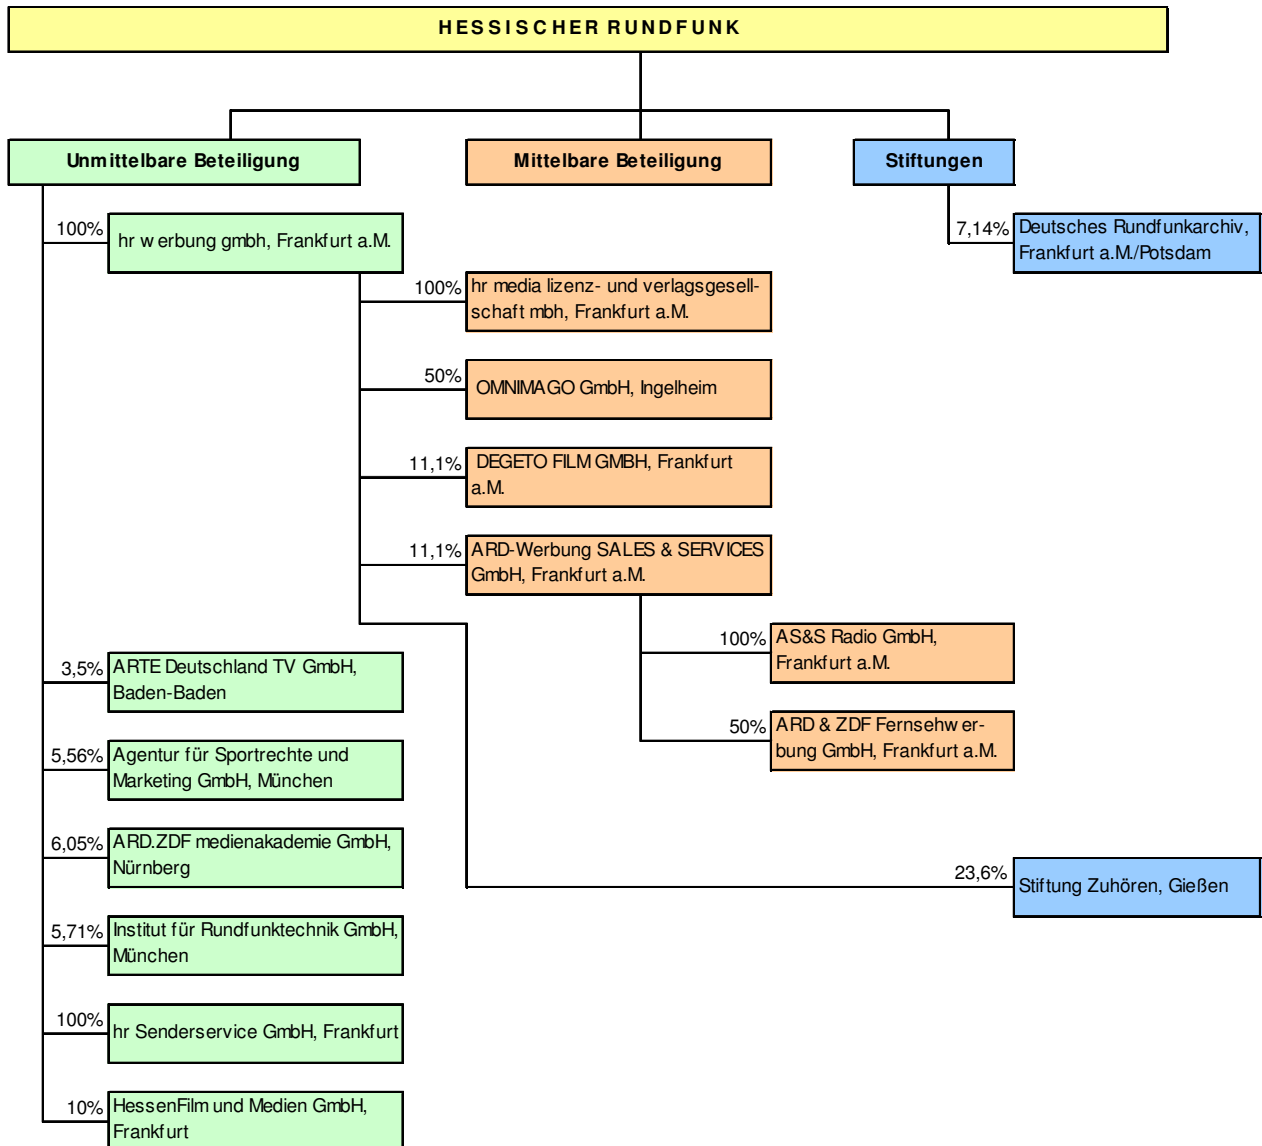 HESSISCHER RUNDFUNK
Unmittelbare Beteiligung
Mittelbare Beteiligung
Stiftungen
100%
hr werbung gmbh, Frankfurt a.M.
7,14%
Deutsches Rundfunkarchiv,
Frankfurt a.M./Potsdam
100%
hr media lizenz- und verlagsgesell-
schaft mbh, Frankfurt a.M.
50%
OMNIMAGO GmbH, Ingelheim
11,1%
DEGETO FILM GMBH, Frankfurt
a.M.
11,1%
ARD-Werbung SALES & SERVICES
GmbH, Frankfurt a.M.
100%
AS&S Radio GmbH,
Frankfurt a.M.
3,5%
ARTE Deutschland TV GmbH,
Baden-Baden
50%
ARD & ZDF Fernsehwer-
bung GmbH, Frankfurt a.M.
5,56%
Agentur für Sportrechte und
Marketing GmbH, München
6,05%
ARD.ZDF medienakademie GmbH,
Nürnberg
23,6%
Stiftung Zuhören, Gießen
5,71%
Institut für Rundfunktechnik GmbH,
München
100%
hr Senderservice GmbH, Frankfurt
10%
HessenFilm und Medien GmbH,
Frankfurt